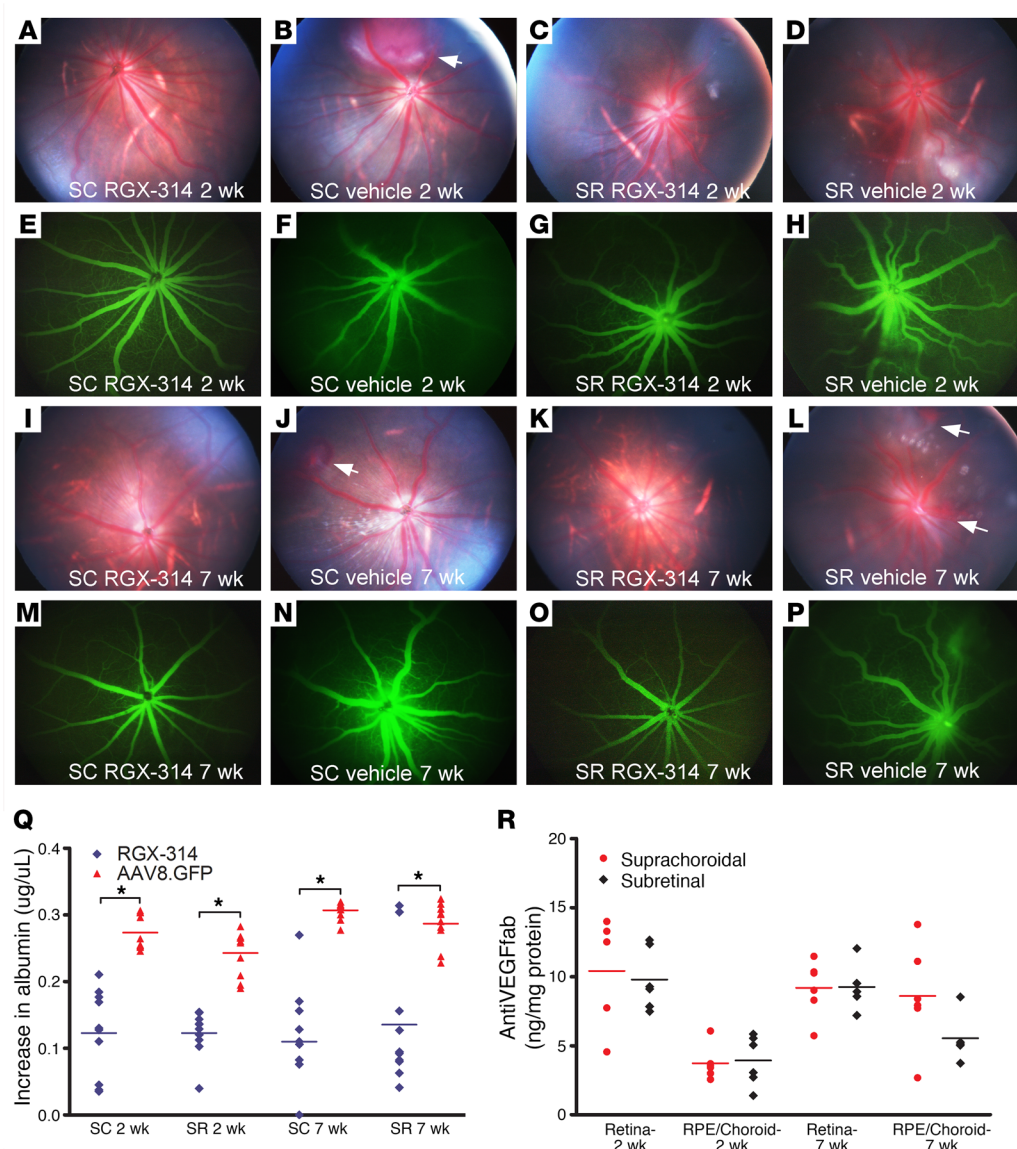 A
B
C
D
SC RGX-314 2 wk
SC vehicle 2 wk
SR RGX-314 2 wk
SR RGX-314 2 wk
E
F
G
H
SC RGX-314 2 wk
SC vehicle 2 wk
SR RGX-314 2 wk
SR vehicle 2 wk
I
J
K
L
SC RGX-314 7 wk
SC vehicle 7 wk
SR RGX-314 7 wk
SR vehicle 7 wk
M
N
O
P
SC RGX-314 7 wk
SC vehicle 7 wk
SR RGX-314 7 wk
SR vehicle 7 wk
Q
Increase in albumin (ug/uL)
0.4
0.3
0.2
0.1
0.0
RGX-314
AAV8.GFP
*
*
*
*
SC 2 wk
SR 2 wk
SC 7 wk
SR 7 wk
R
AntiVEGFfab
(ng/mg protein)
20
15
10
5
0
Suprachoroidal
Subretinal
Retina-
2 wk
RPE/Choroid-
2 wk
Retina-
7 wk
RPE/Choroid-
7 wk